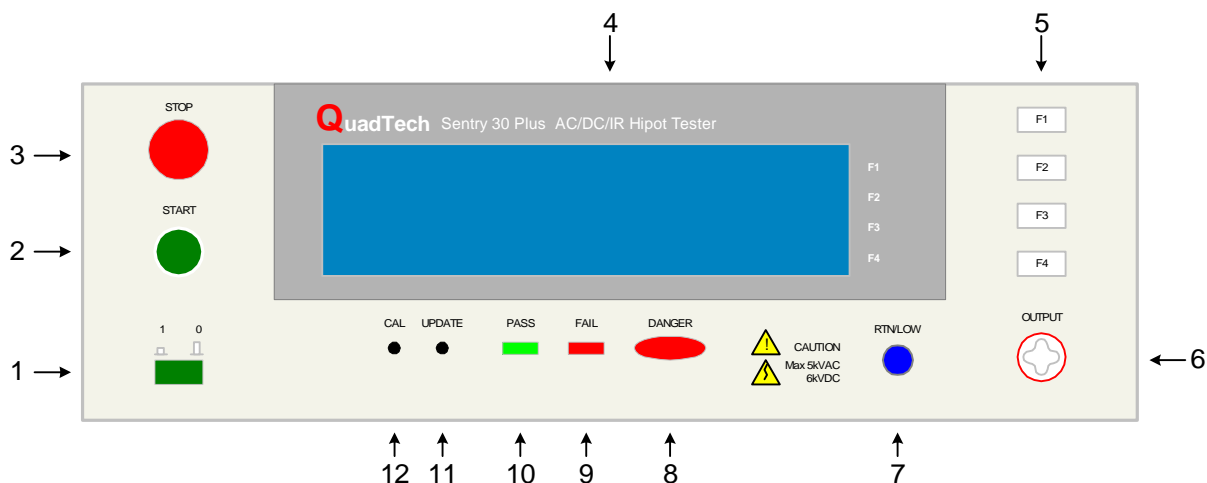 4
5
STOP
QuadTech Sentry 30 Plus AC/DC/IR Hipot Tester
F1
F1
3
F2
F2
START
F3
F3
2
F4
F4
1 0
CAL UPDATE PASS FAIL DANGER
CAUTION
Max 5kVAC
6kVDC
RTN/LOW
OUTPUT
1
6
12 11 10 9 8 7